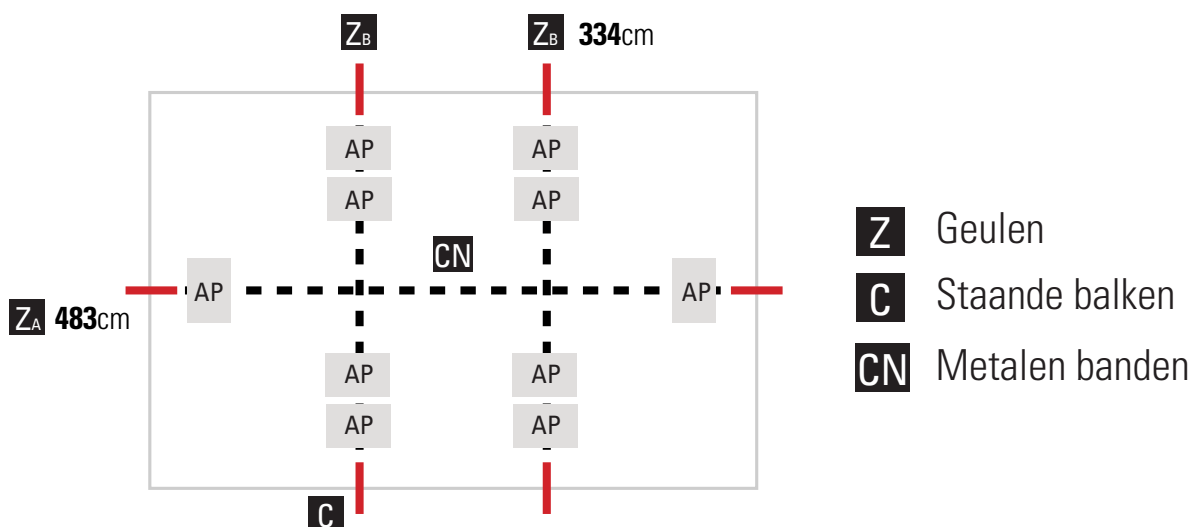 ZB ZB 334cm
AP AP
AP AP
Z Geulen
CN
C Staande balken
AP AP
ZA 483cm
CN Metalen banden
AP AP
AP AP
C